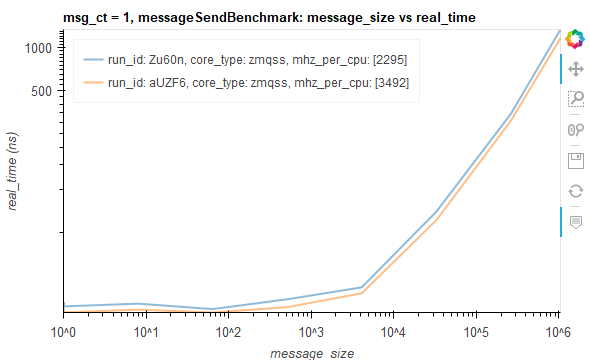 msg_ct = 1, messageSendBenchmark: message_size vs real_time
run_id: Zu60n, core_type: zmqss, mhz_per_cpu: [2295]
run_id: aUZF6, core_type: zmqss, mhz_per_cpu: [3492]
1000
500
real_time (ns)
10^0 10^1 10^2 10^3 10^4 10^5 10^6
message_size